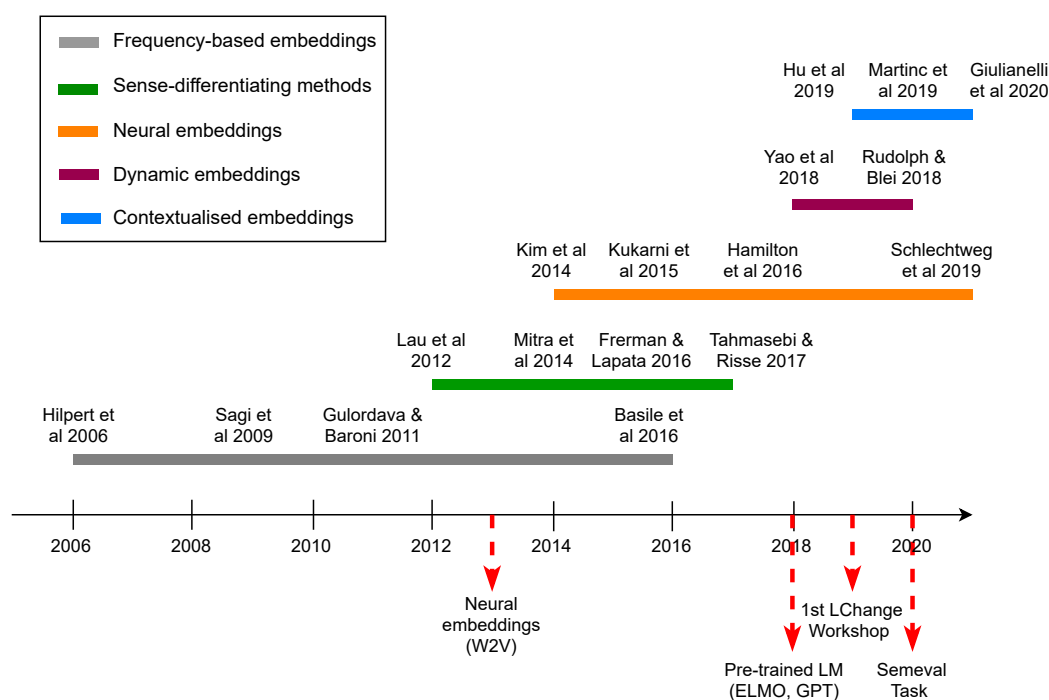 Frequency-based embeddings
Sense-differentiating methods
Neural embeddings
Dynamic embeddings
Contextualised embeddings
Hu et al
2019
Martinc et
al 2019
Giulianelli
et al 2020
Yao et al
2018
Rudolph &
Blei 2018
Kim et al
2014
Kukarni et
al 2015
Hamilton
et al 2016
Schlechtweg
et al 2019
Lau et al
2012
Mitra et
al 2014
Frerman &
Lapata 2016
Tahmasebi &
Risse 2017
Hilpert et
al 2006
Sagi et
al 2009
Gulordava &
Baroni 2011
Basile et
al 2016
2006
2008
2010
2012
2014
2016
2018
2020
Neural
embeddings
(W2V)
1st LChange
Workshop
Pre-trained LM
(ELMO, GPT)
Semeval
Task